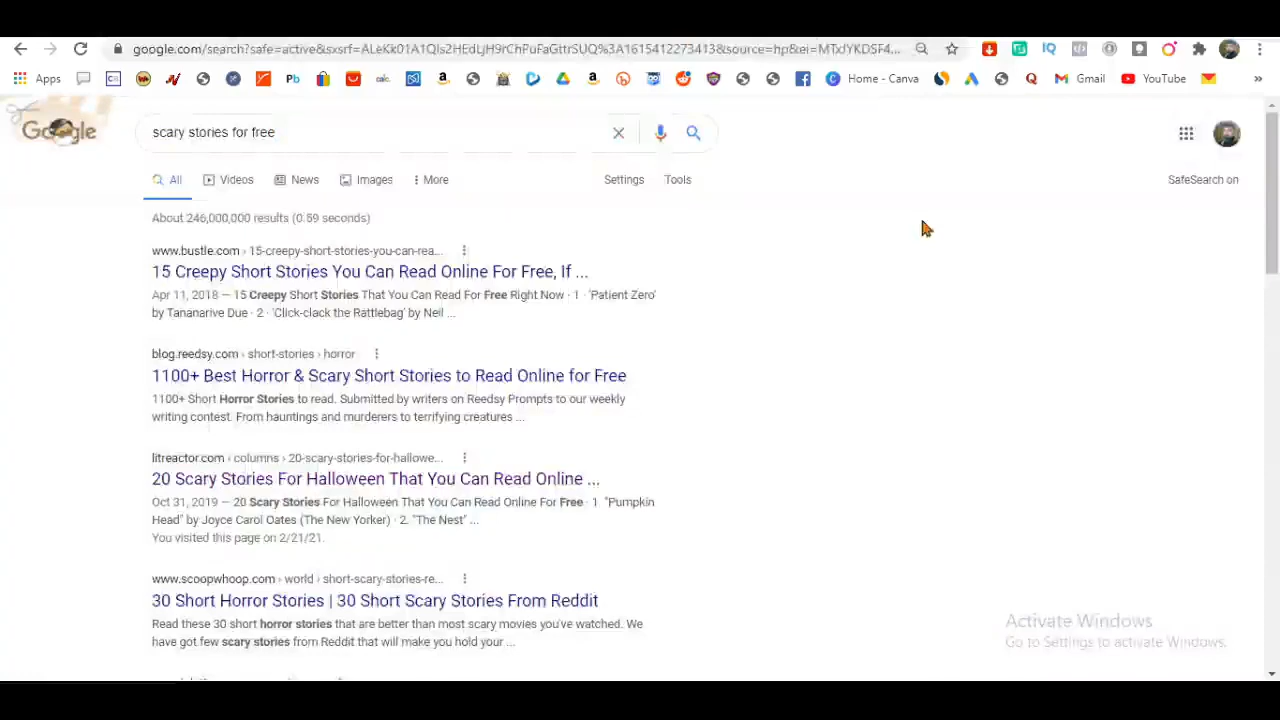 google.com/search?safe=active&sxsrf=ALeKk01A1QIs2HEdLjH9rChPuFaGttrSUQ%3A1615412273413&source=hp&ei=MTxJYKDSF4...
Apps
Pb
calc
Home - Canva
Gmail
YouTube
»
Google
scary stories for free
All
Videos
News
Images
More
Settings
Tools
SafeSearch on
About 246,000,000 results (0.59 seconds)
www.bustle.com › 15-creepy-short-stories-you-can-rea...
15 Creepy Short Stories You Can Read Online For Free, If ...
Apr 11, 2018 — 15 Creepy Short Stories That You Can Read For Free Right Now · 1 · 'Patient Zero'
by Tananarive Due · 2 · 'Click-clack the Rattlebag' by Neil ...
blog.reedsy.com › short-stories › horror
1100+ Best Horror & Scary Short Stories to Read Online for Free
1100+ Short Horror Stories to read. Submitted by writers on Reedsy Prompts to our weekly
writing contest. From hauntings and murderers to terrifying creatures ...
litreactor.com › columns › 20-scary-stories-for-hallowe...
20 Scary Stories For Halloween That You Can Read Online ...
Oct 31, 2019 — 20 Scary Stories For Halloween That You Can Read Online For Free · 1 "Pumpkin
Head" by Joyce Carol Oates (The New Yorker) · 2. "The Nest" ...
You visited this page on 2/21/21.
www.scoopwhoop.com › world › short-scary-stories-re...
30 Short Horror Stories | 30 Short Scary Stories From Reddit
Read these 30 short horror stories that are better than most scary movies you've watched. We
have got few scary stories from Reddit that will make you hold your ...
Activate Windows
Go to Settings to activate Windows.